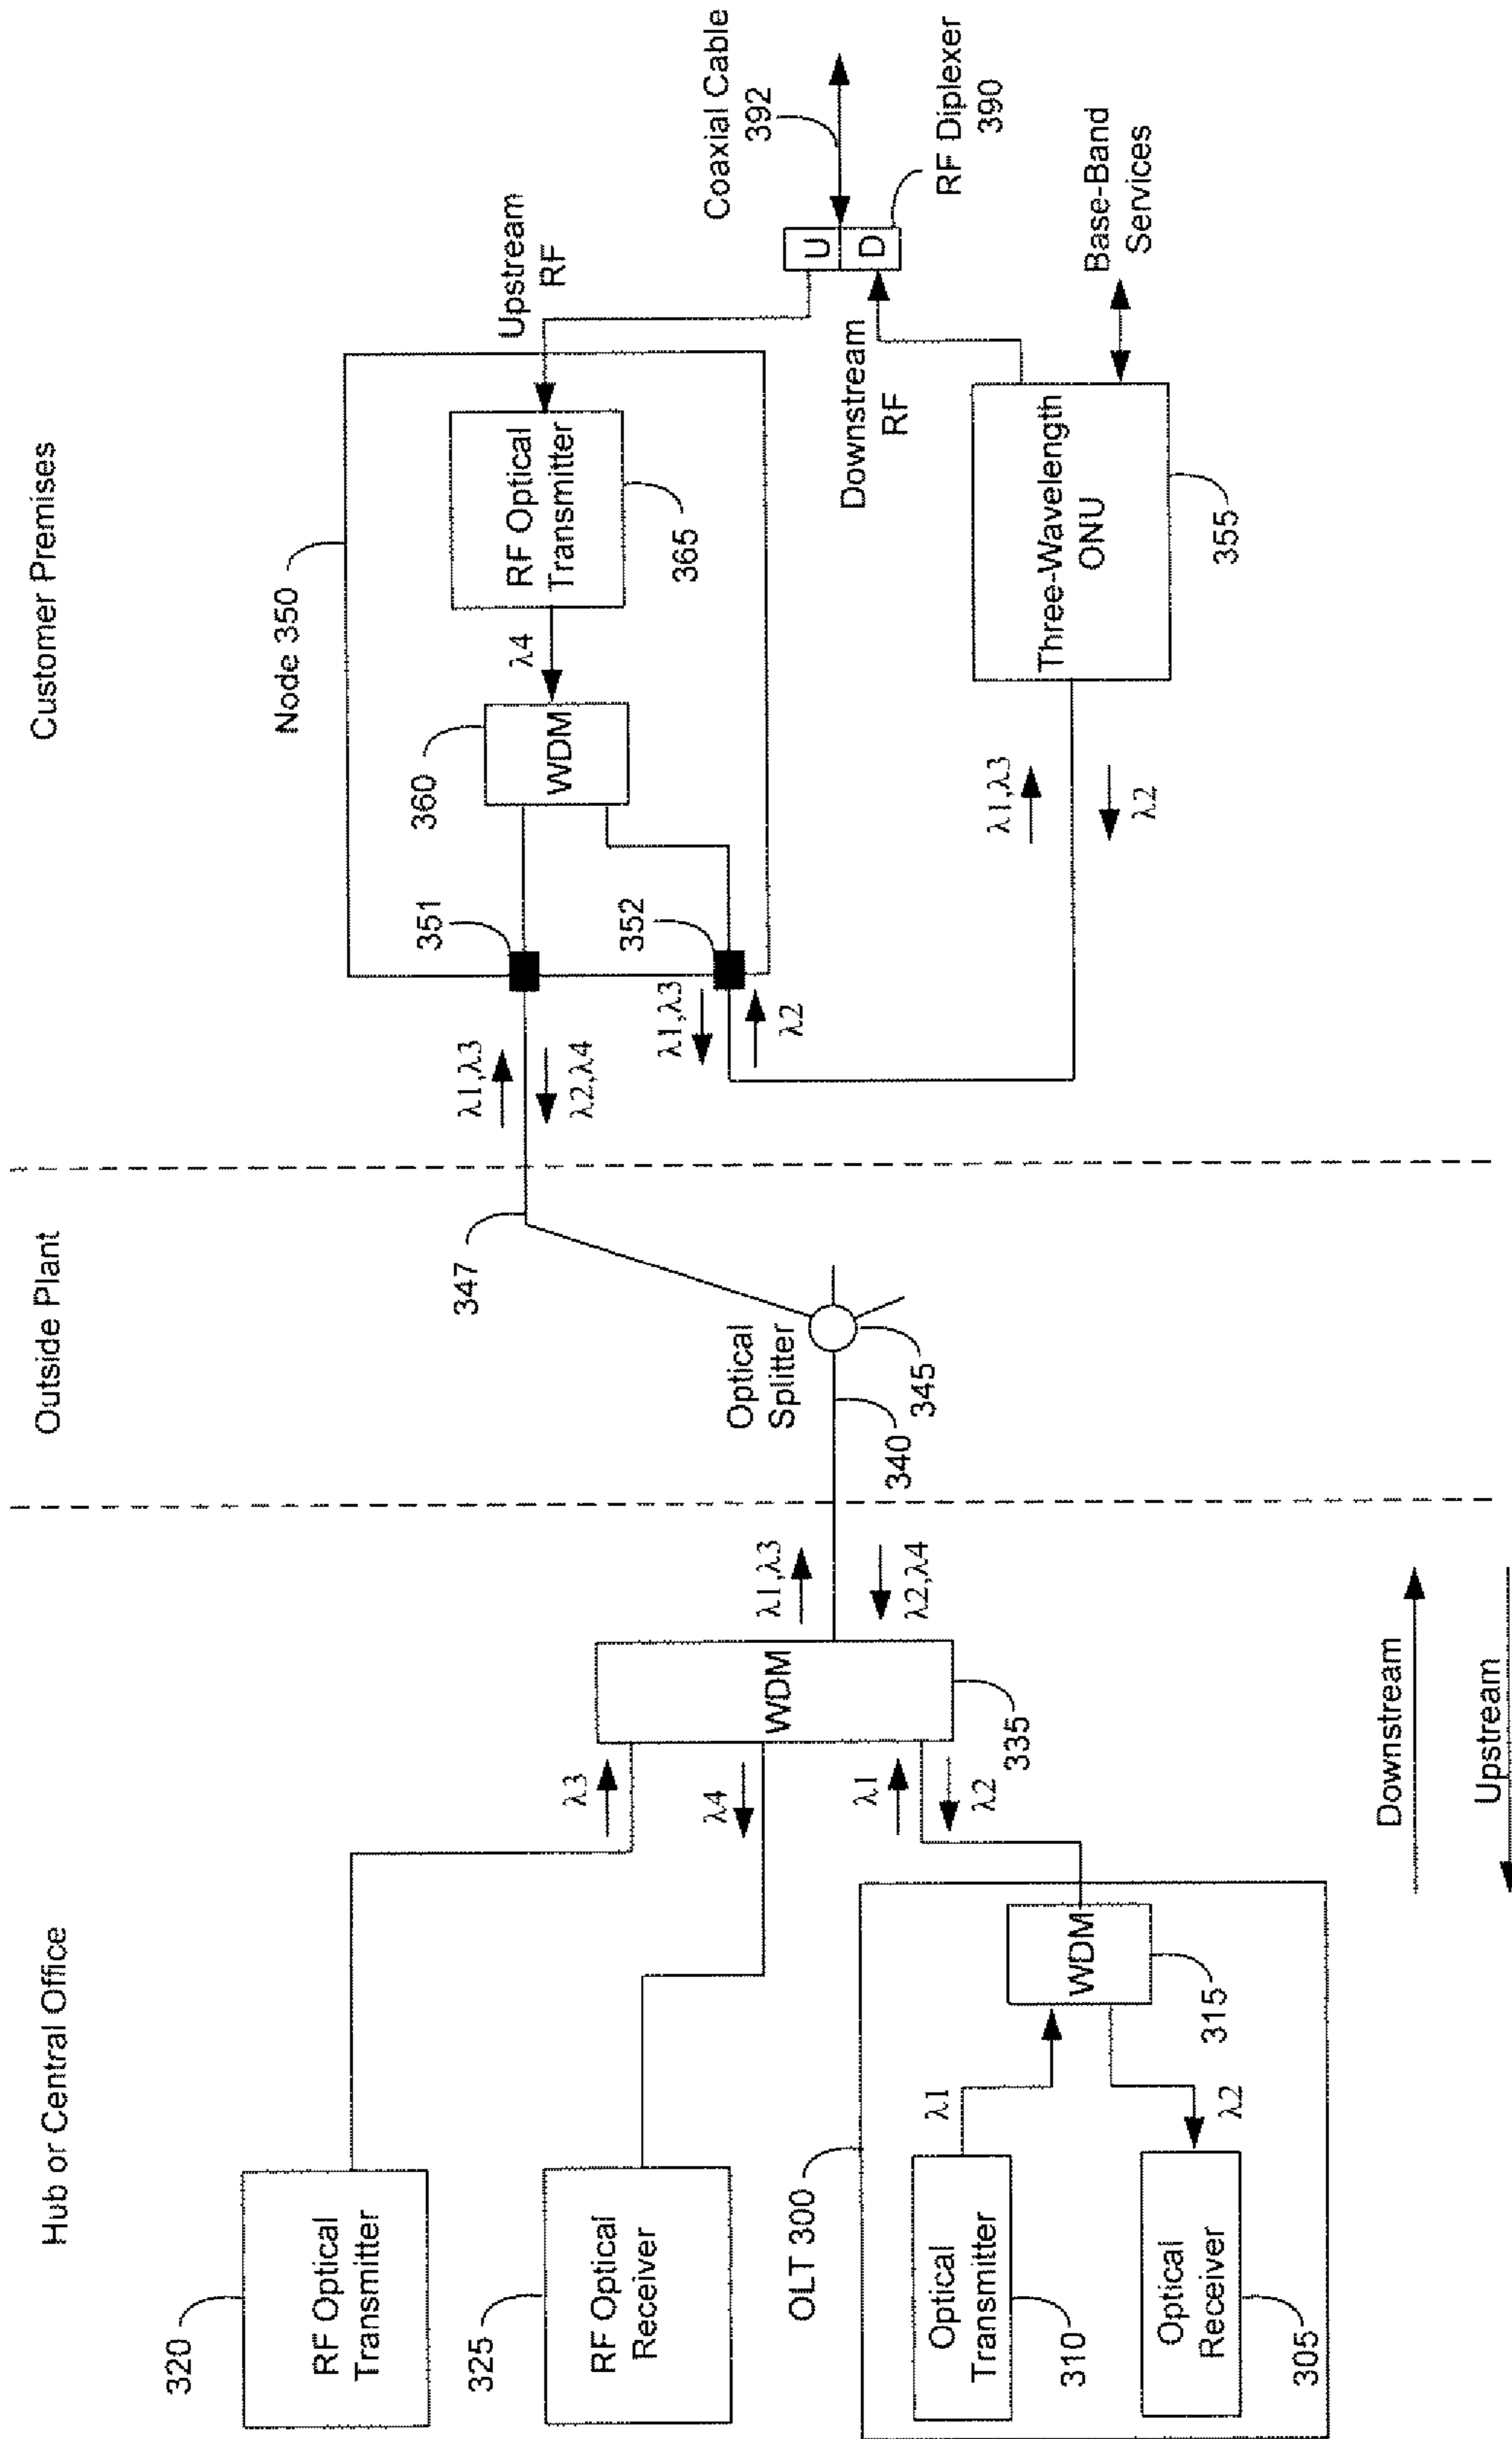 Hub or Central Office
Outside Plant
Customer Premises
320
RF Optical
Transmitter
325
RF Optical
Receiver
OLT 300
Optical
Transmitter
310
Optical
Receiver
305
λ1
λ2
WDM
315
λ3
λ4
λ1
λ2
WDM
335
λ1,λ3
λ2,λ4
340
Optical
Splitter
345
347
λ1,λ3
λ2,λ4
Node 350
351
352
λ1,λ3
λ2
360
WDM
λ4
RF Optical
Transmitter
365
Upstream
RF
λ1,λ3
λ2
Three-Wavelength
ONU
355
Downstream
RF
U
D
Coaxial Cable
392
RF Diplexer
390
Base-Band
Services
Downstream
Upstream